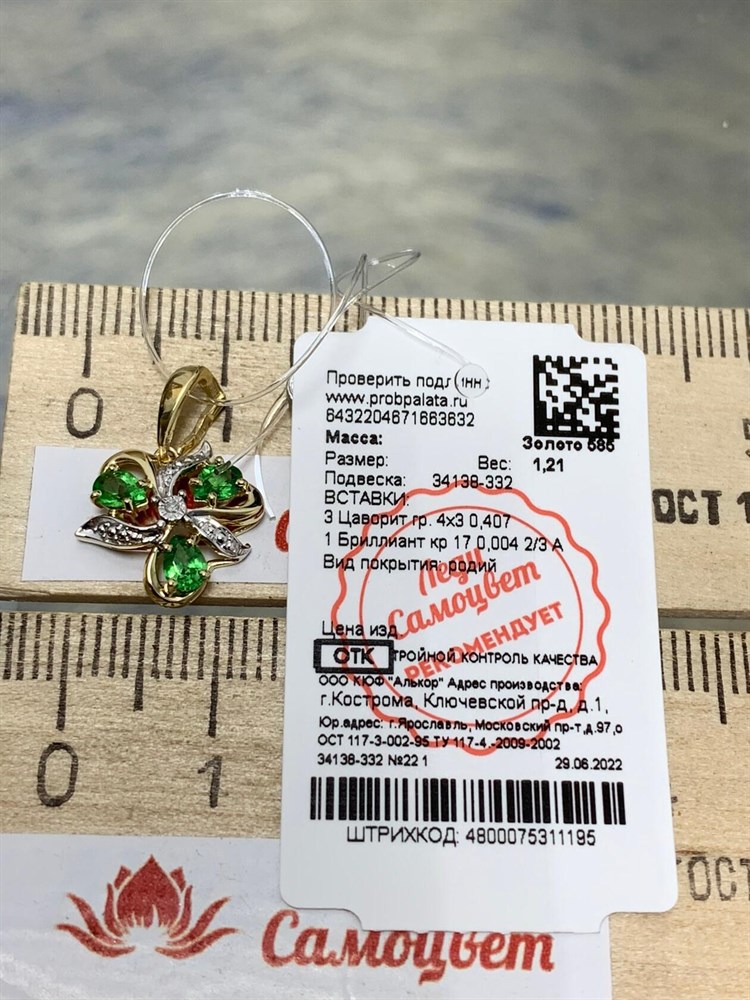 Проверить подл
1НН
www.probpalata.ru
6432204671663632
Масса:
Золото 585
Размер: Вес: 1,21
Подвеска: 34138-332
ВСТАВКИ:
3 Цаворит гр. 4х3 0,407
1 Бриллиант кр 17 0,004 2/3 А
Вид покрытия: родий
Леди
Самоцвет
РЕКОМЕНДУЕТ
Цена изд
ОТК ТРОЙНОЙ КОНТРОЛЬ КАЧЕСТВА
ООО КЮФ "Алькор" Адрес производства:
г.Кострома, Ключевской пр-д, д.1,
Юр.адрес: г.Ярославль, Московский пр-т,д.97,о
ОСТ 117-3-002-95 ТУ 117-4.-2009-2002
34138-332 №22 1 29.06.2022
ШТРИХКОД: 4800075311195
0
ГОСТ 1
0 1
ГОСТ
Самоцвет